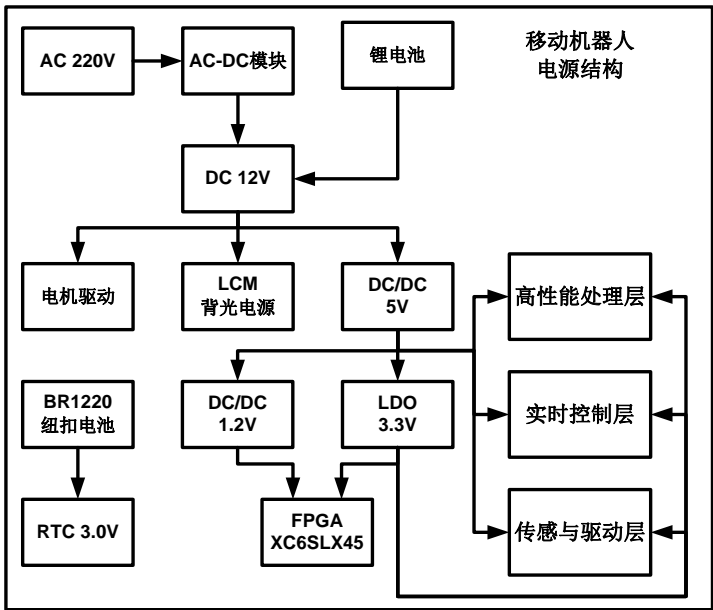 移动机器人
电源结构
AC 220V
AC-DC模块
锂电池
DC 12V
电机驱动
LCM
背光电源
DC/DC
5V
高性能处理层
BR1220
纽扣电池
DC/DC
1.2V
LDO
3.3V
实时控制层
RTC 3.0V
FPGA
XC6SLX45
传感与驱动层